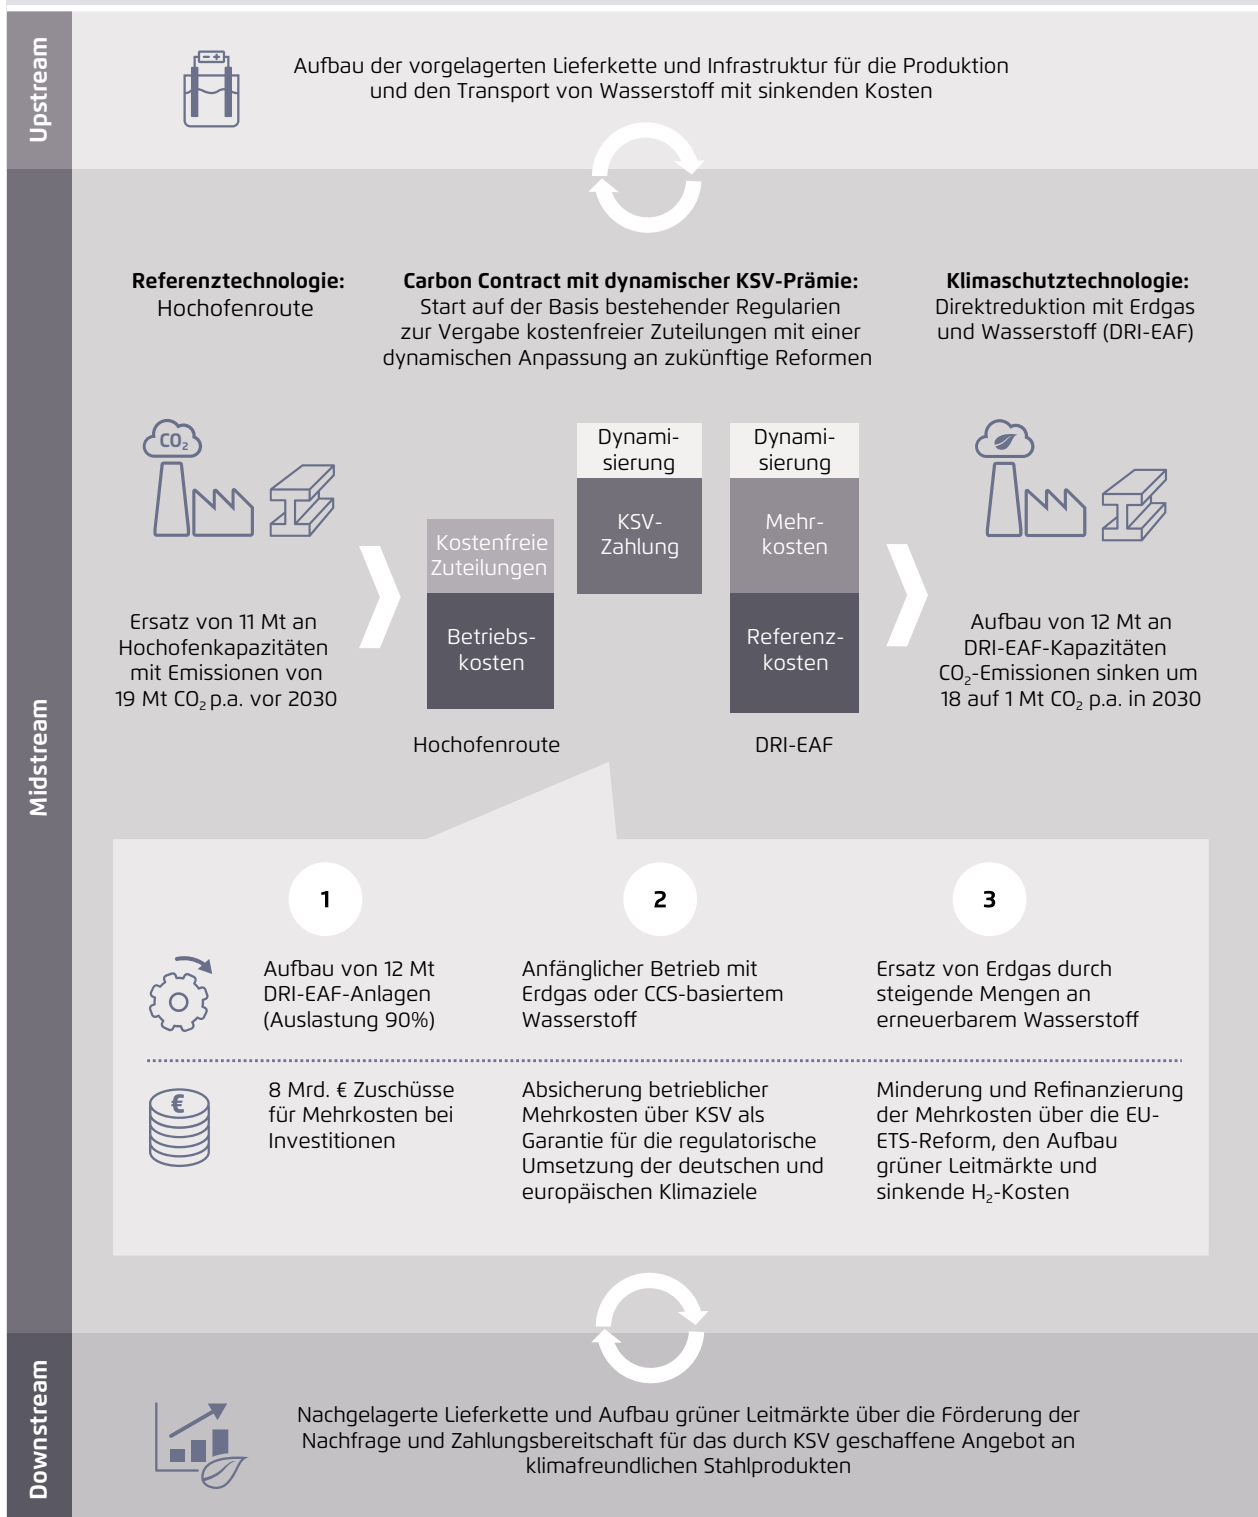 Upstream
Aufbau der vorgelagerten Lieferkette und Infrastruktur für die Produktion
und den Transport von Wasserstoff mit sinkenden Kosten
Midstream
Referenztechnologie:
Hochofenroute
Carbon Contract mit dynamischer KSV-Prämie:
Start auf der Basis bestehender Regularien
zur Vergabe kostenfreier Zuteilungen mit einer
dynamischen Anpassung an zukünftige Reformen
Klimaschutztechnologie:
Direktreduktion mit Erdgas
und Wasserstoff (DRI-EAF)
CO₂
Ersatz von 11 Mt an
Hochofenkapazitäten
mit Emissionen von
19 Mt CO₂ p.a. vor 2030
Kostenfreie
Zuteilungen
Betriebs-
kosten
Hochofenroute
Dynami-
sierung
KSV-
Zahlung
Dynami-
sierung
Mehr-
kosten
Referenz-
kosten
DRI-EAF
Aufbau von 12 Mt an
DRI-EAF-Kapazitäten
CO₂-Emissionen sinken um
18 auf 1 Mt CO₂ p.a. in 2030
1
2
3
Aufbau von 12 Mt
DRI-EAF-Anlagen
(Auslastung 90%)
Anfänglicher Betrieb mit
Erdgas oder CCS-basiertem
Wasserstoff
Ersatz von Erdgas durch
steigende Mengen an
erneuerbarem Wasserstoff
€
8 Mrd. € Zuschüsse
für Mehrkosten bei
Investitionen
Absicherung betrieblicher
Mehrkosten über KSV als
Garantie für die regulatorische
Umsetzung der deutschen und
europäischen Klimaziele
Minderung und Refinanzierung
der Mehrkosten über die EU-
ETS-Reform, den Aufbau
grüner Leitmärkte und
sinkende H₂-Kosten
Downstream
Nachgelagerte Lieferkette und Aufbau grüner Leitmärkte über die Förderung der
Nachfrage und Zahlungsbereitschaft für das durch KSV geschaffene Angebot an
klimafreundlichen Stahlprodukten